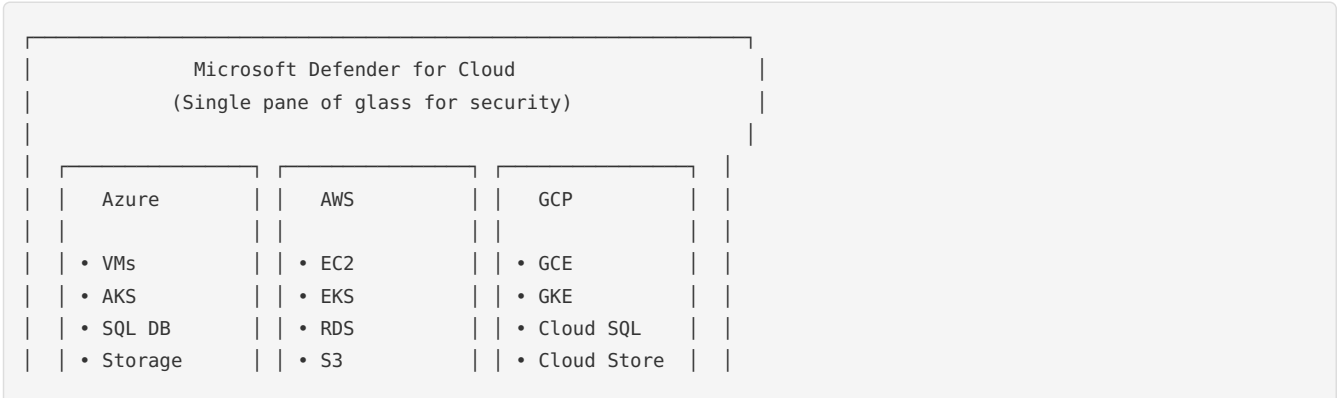 Microsoft Defender for Cloud
(Single pane of glass for security)
Azure AWS GCP
• VMs • EC2 • GCE
• AKS • EKS • GKE
• SQL DB • RDS • Cloud SQL
• Storage • S3 • Cloud Store